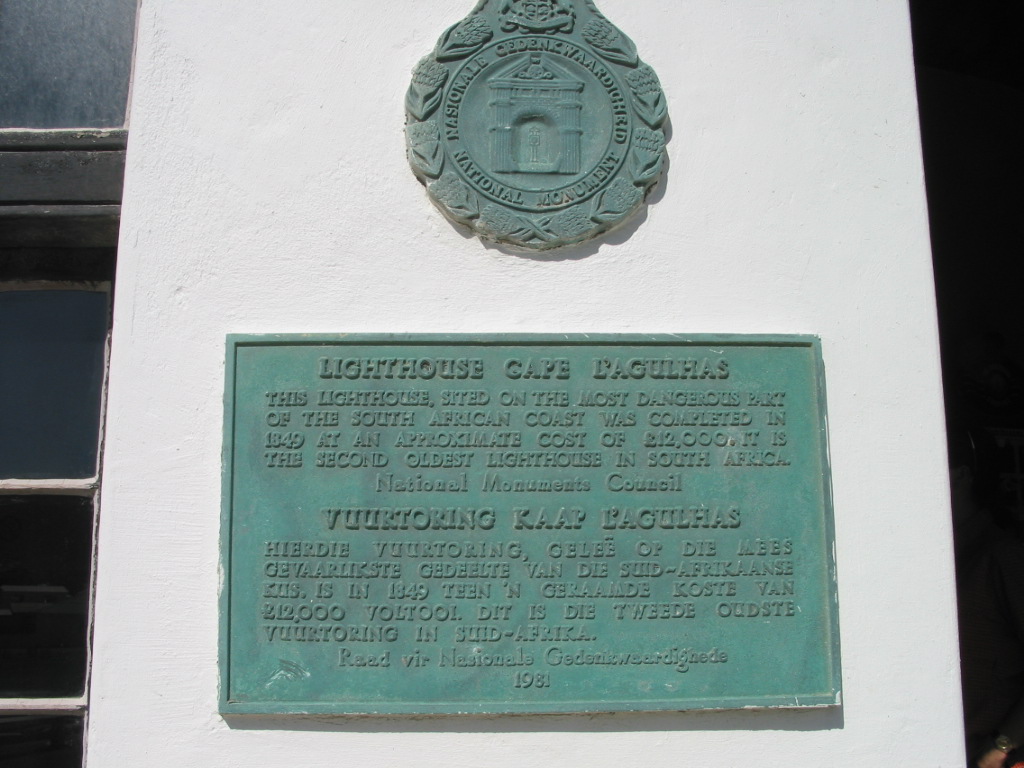 NASIONALE GEDENKWAARDIGHEID
NATIONAL MONUMENT
LIGHTHOUSE CAPE L'AGULHAS
THIS LIGHTHOUSE, SITED ON THE MOST DANGEROUS PART
OF THE SOUTH AFRICAN COAST WAS COMPLETED IN
1849 AT AN APPROXIMATE COST OF £12,000. IT IS
THE SECOND OLDEST LIGHTHOUSE IN SOUTH AFRICA.
National Monuments Council
VUURTORING KAAP L'AGULHAS
HIERDIE VUURTORING, GELEË OP DIE MEES
GEVAARLIKSTE GEDEELTE VAN DIE SUID-AFRIKAANSE
KUS, IS IN 1849 TEEN 'N GERAAMDE KOSTE VAN
£12,000 VOLTOOI. DIT IS DIE TWEEDE OUDSTE
VUURTORING IN SUID-AFRIKA.
Raad vir Nasionale Gedenkwaardighede
1981